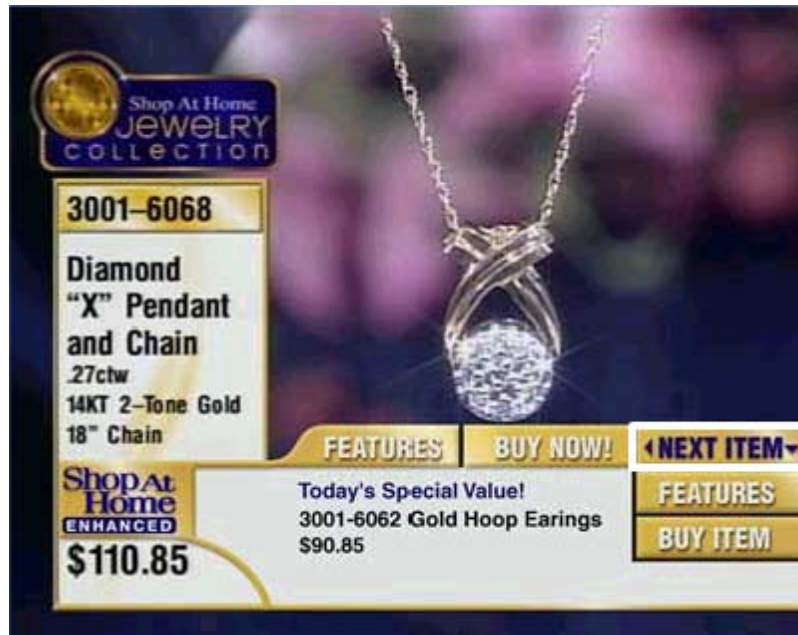 Shop At Home
JEWELRY
COLLECTION
3001–6068
Diamond
“X” Pendant
and Chain
.27ctw
14KT 2–Tone Gold
18” Chain
Shop At
Home
ENHANCED
$110.85
FEATURES
BUY NOW!
NEXT ITEM
Today's Special Value!
3001-6062 Gold Hoop Earings
$90.85
FEATURES
BUY ITEM